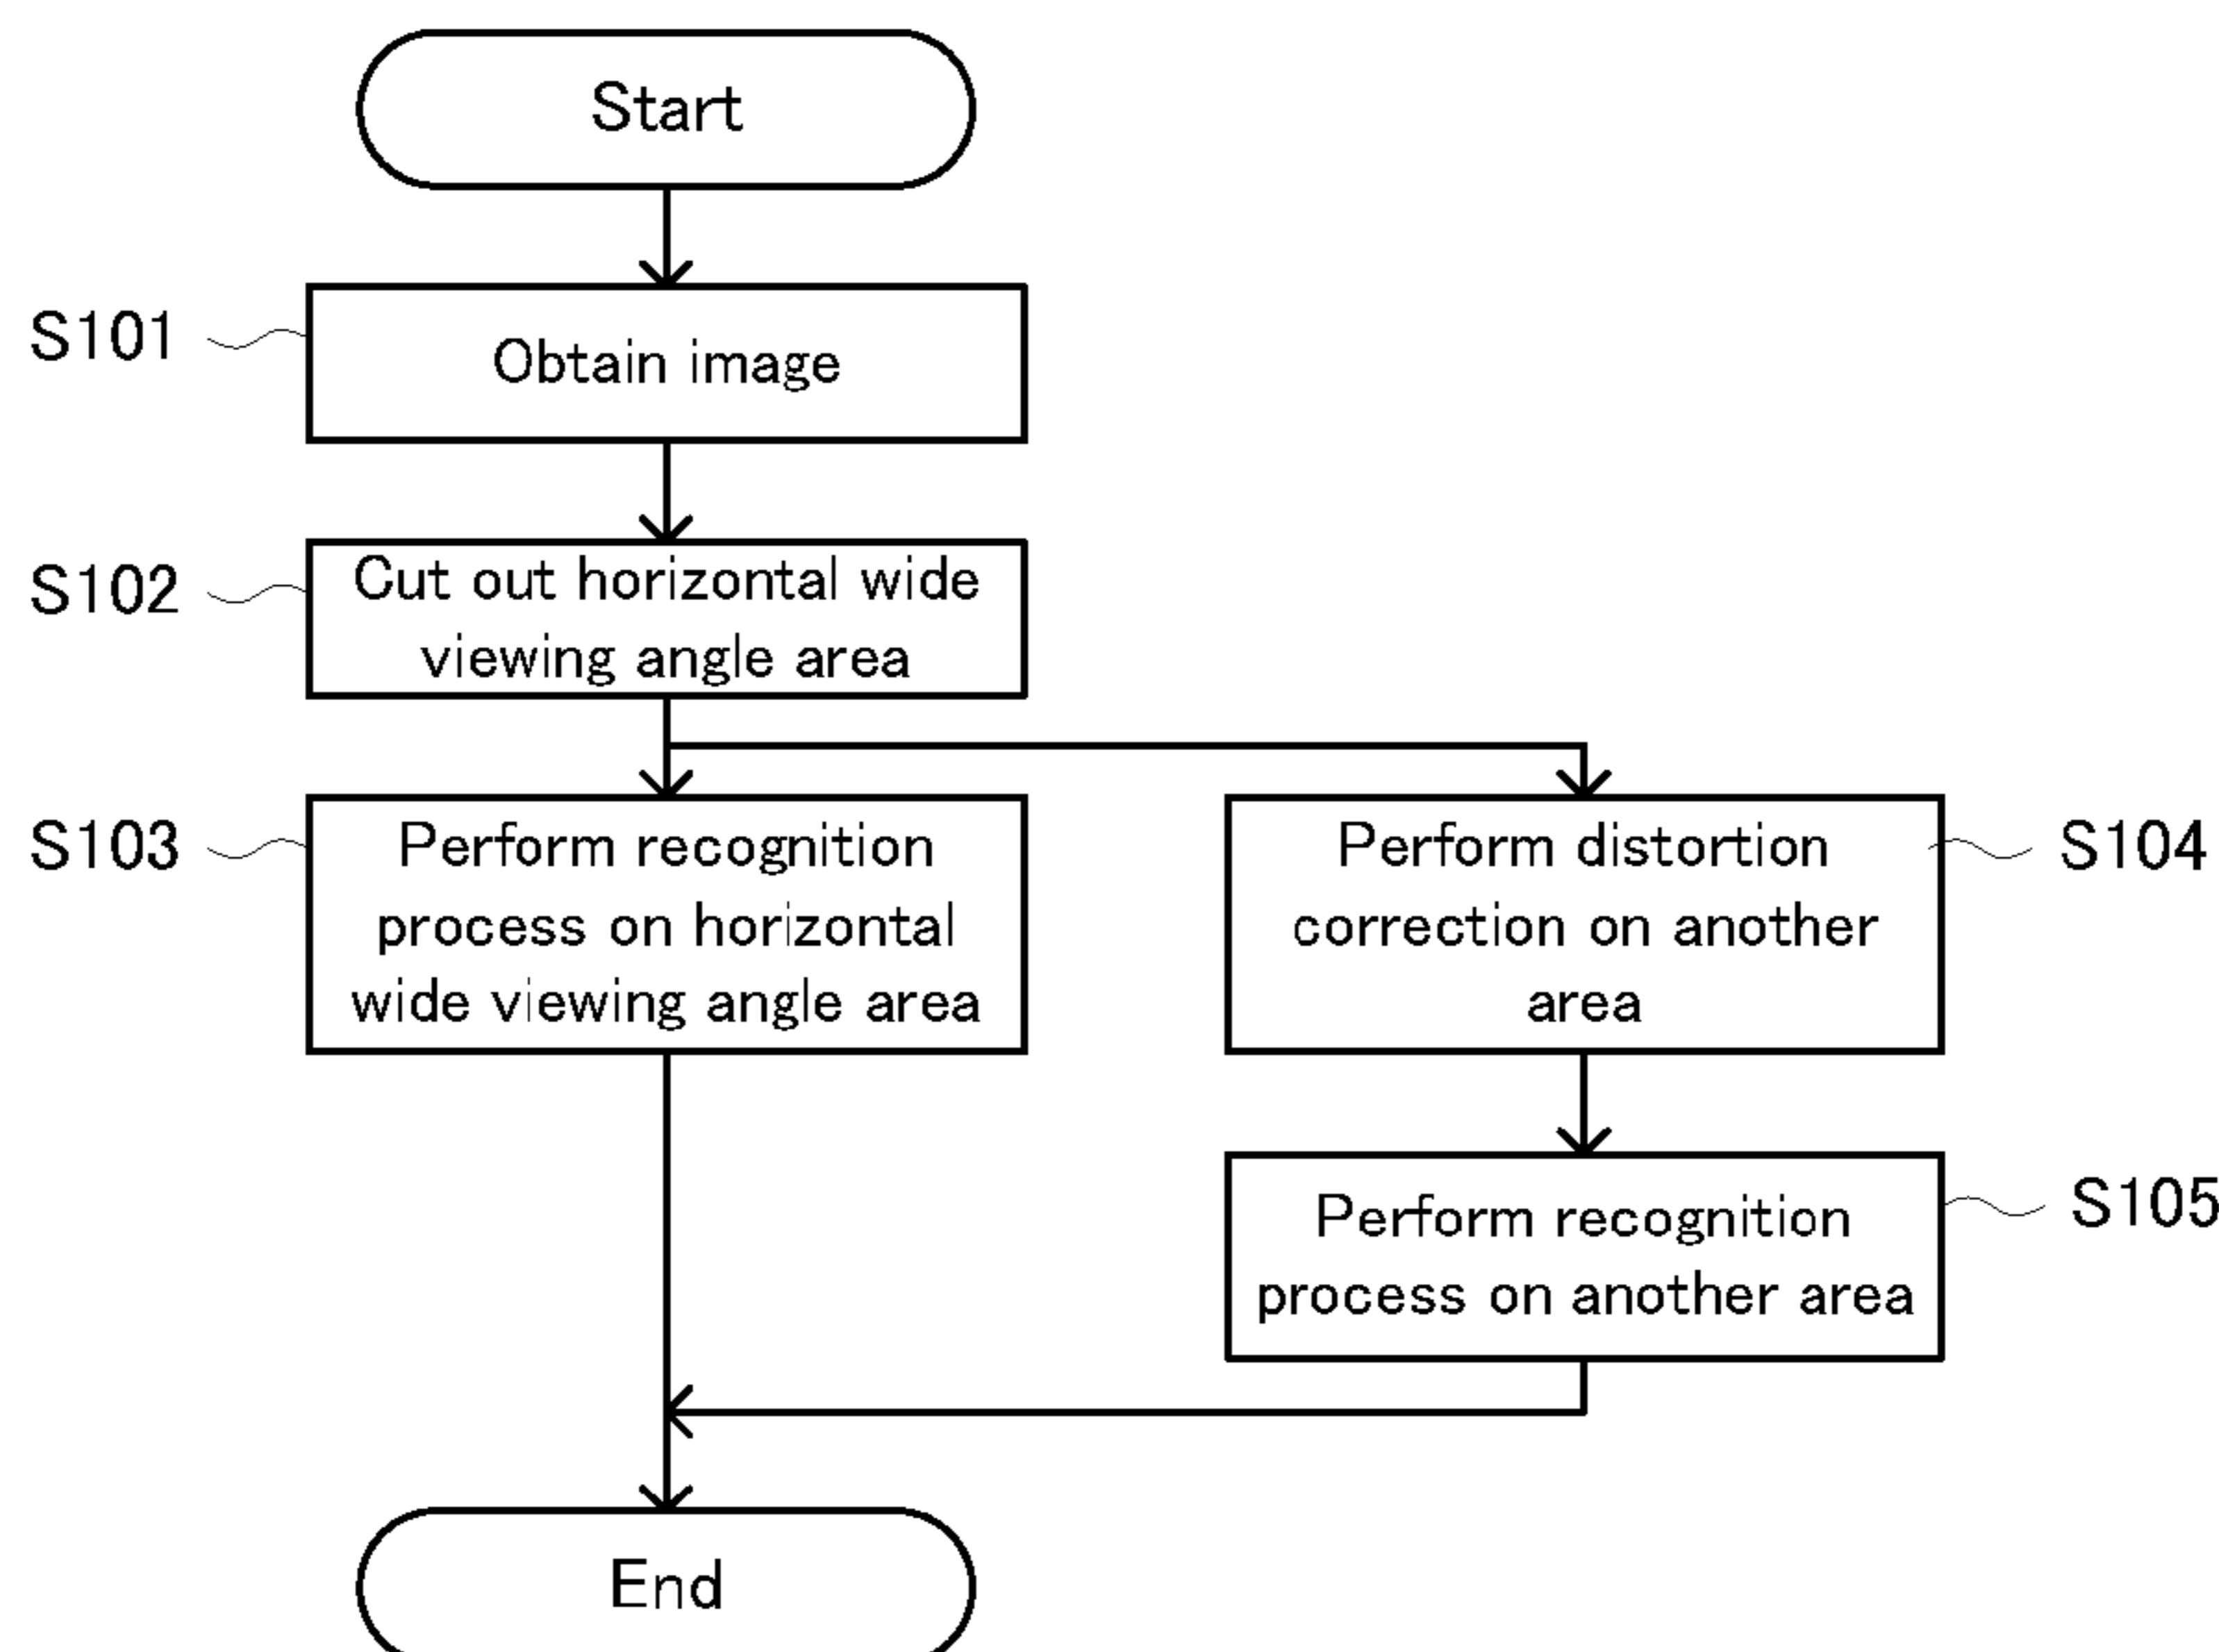 Start
S101
Obtain image
S102
Cut out horizontal wide
viewing angle area
S103
Perform recognition
process on horizontal
wide viewing angle area
Perform distortion
correction on another
area
S104
Perform recognition
process on another area
S105
End